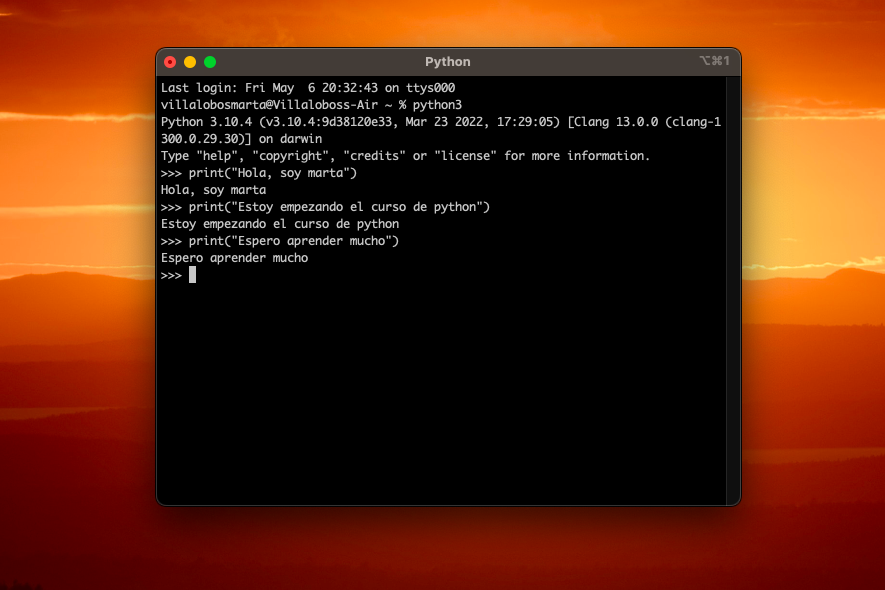 Python
⌥⌘1
Last login: Fri May  6 20:32:43 on ttys000
villalobosmarta@Villaloboss-Air ~ % python3
Python 3.10.4 (v3.10.4:9d38120e33, Mar 23 2022, 17:29:05) [Clang 13.0.0 (clang-1
300.0.29.30)] on darwin
Type "help", "copyright", "credits" or "license" for more information.
>>> print("Hola, soy marta")
Hola, soy marta
>>> print("Estoy empezando el curso de python")
Estoy empezando el curso de python
>>> print("Espero aprender mucho")
Espero aprender mucho
>>>